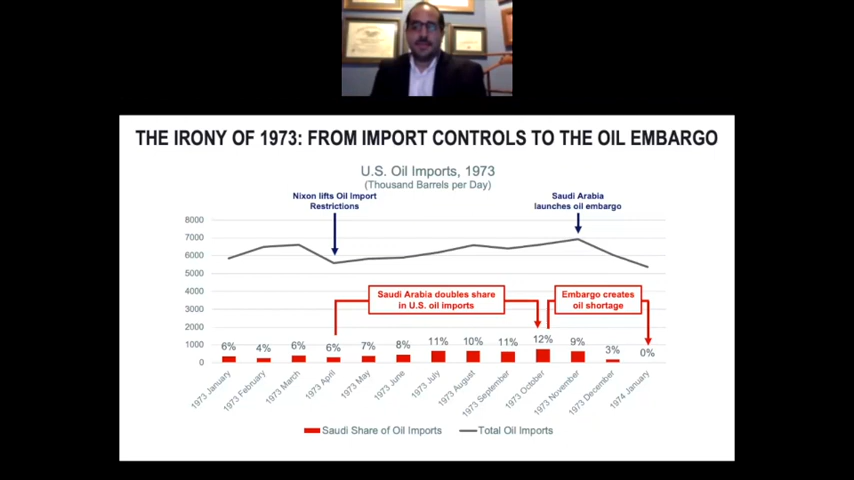 THE IRONY OF 1973: FROM IMPORT CONTROLS TO THE OIL EMBARGO
U.S. Oil Imports, 1973
(Thousand Barrels per Day)
Nixon lifts Oil Import
Restrictions
Saudi Arabia
launches oil embargo
8000
7000
6000
5000
4000
3000
2000
1000
0
Saudi Arabia doubles share
in U.S. oil imports
Embargo creates
oil shortage
6%
4%
6%
6%
7%
8%
11%
10%
11%
12%
9%
3%
0%
1973 January
1973 February
1973 March
1973 April
1973 May
1973 June
1973 July
1973 August
1973 September
1973 October
1973 November
1973 December
1974 January
Saudi Share of Oil Imports
Total Oil Imports